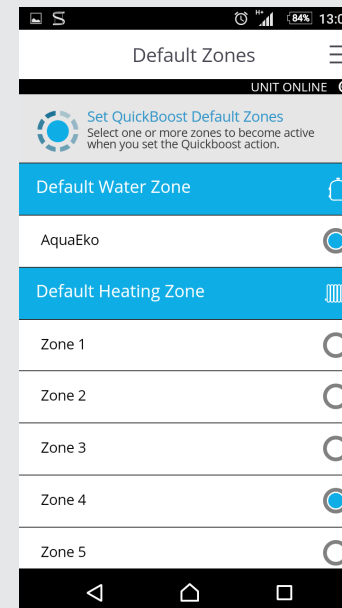 H+ 84% 13:0
Default Zones
UNIT ONLINE
Set QuickBoost Default Zones
Select one or more zones to become active
when you set the Quickboost action.
Default Water Zone
AquaEko
Default Heating Zone
Zone 1
Zone 2
Zone 3
Zone 4
Zone 5